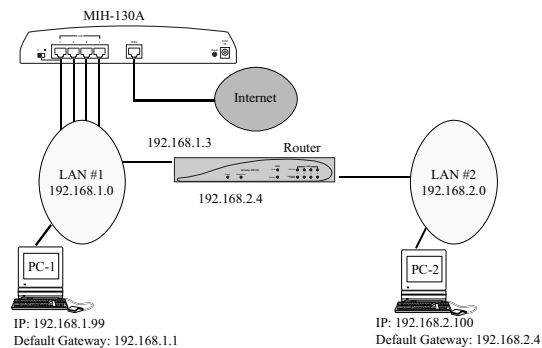 MIH-130A
Internet
192.168.1.3
Router
192.168.2.4
LAN #1
192.168.1.0
LAN #2
192.168.2.0
PC-1
PC-2
IP: 192.168.1.99
Default Gateway: 192.168.1.1
IP: 192.168.2.100
Default Gateway: 192.168.2.4